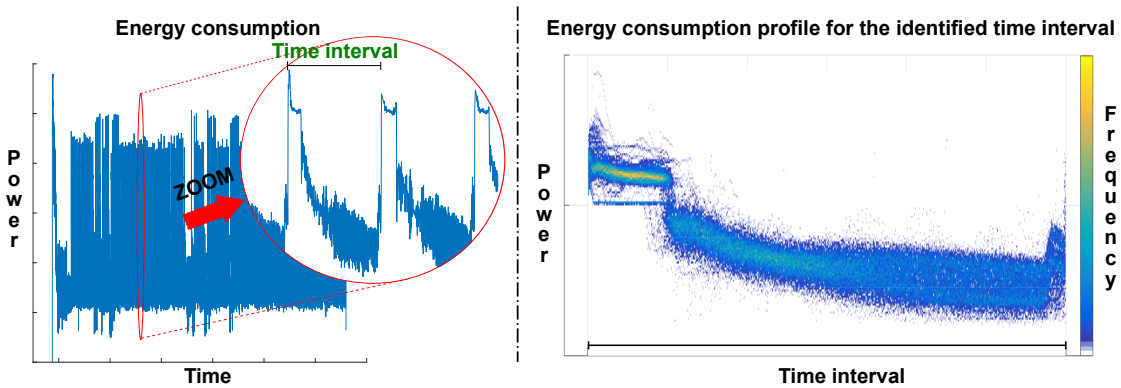 Energy consumption
Time interval
Power
ZOOM
Time
Energy consumption profile for the identified time interval
Power
Frequency
Time interval